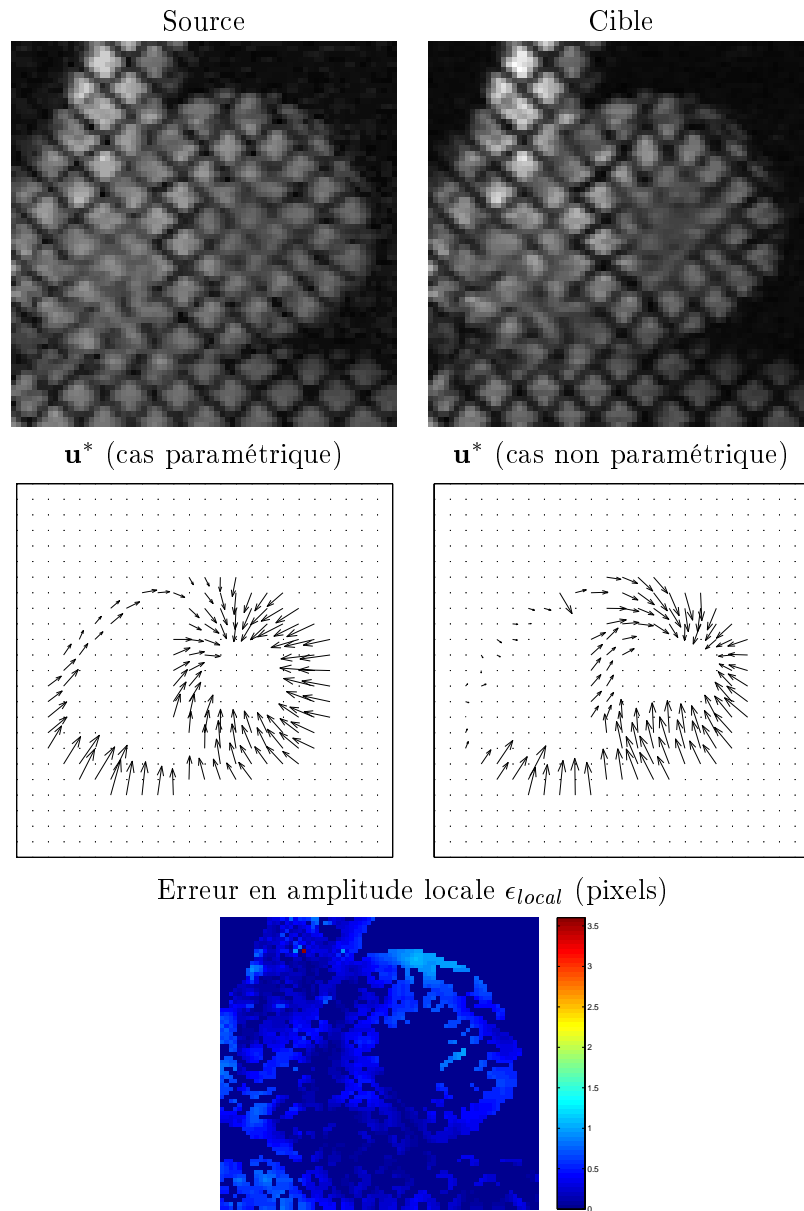 Source
Cible
u* (cas paramétrique)
u* (cas non paramétrique)
Erreur en amplitude locale ϵlocal (pixels)
3.5
3
2.5
2
1.5
1
0.5
0